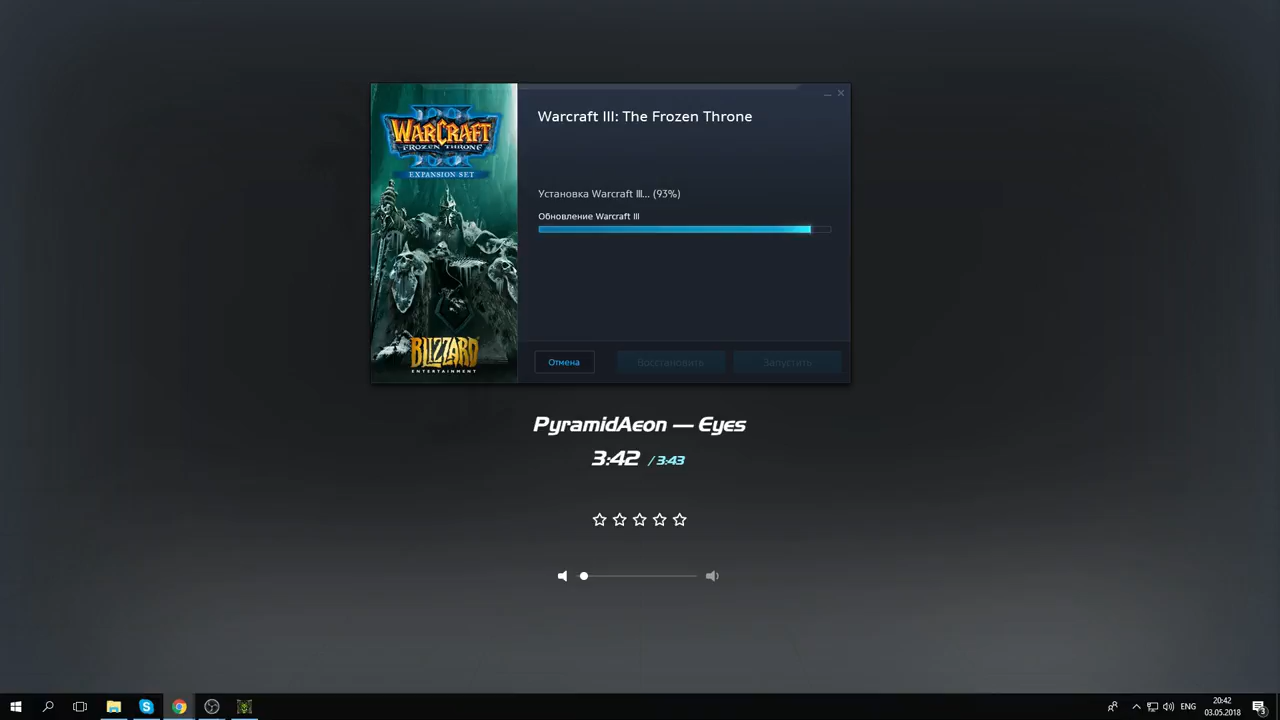 WARCRAFT
FROZEN THRONE
EXPANSION SET
BLIZZARD
ENTERTAINMENT
Warcraft III: The Frozen Throne
Установка Warcraft III... (93%)
Обновление Warcraft III
Отмена
Восстановить
Запустить
PyramidAeon — Eyes
3:42 / 3:43
ENG
20:42
03.05.2018
3